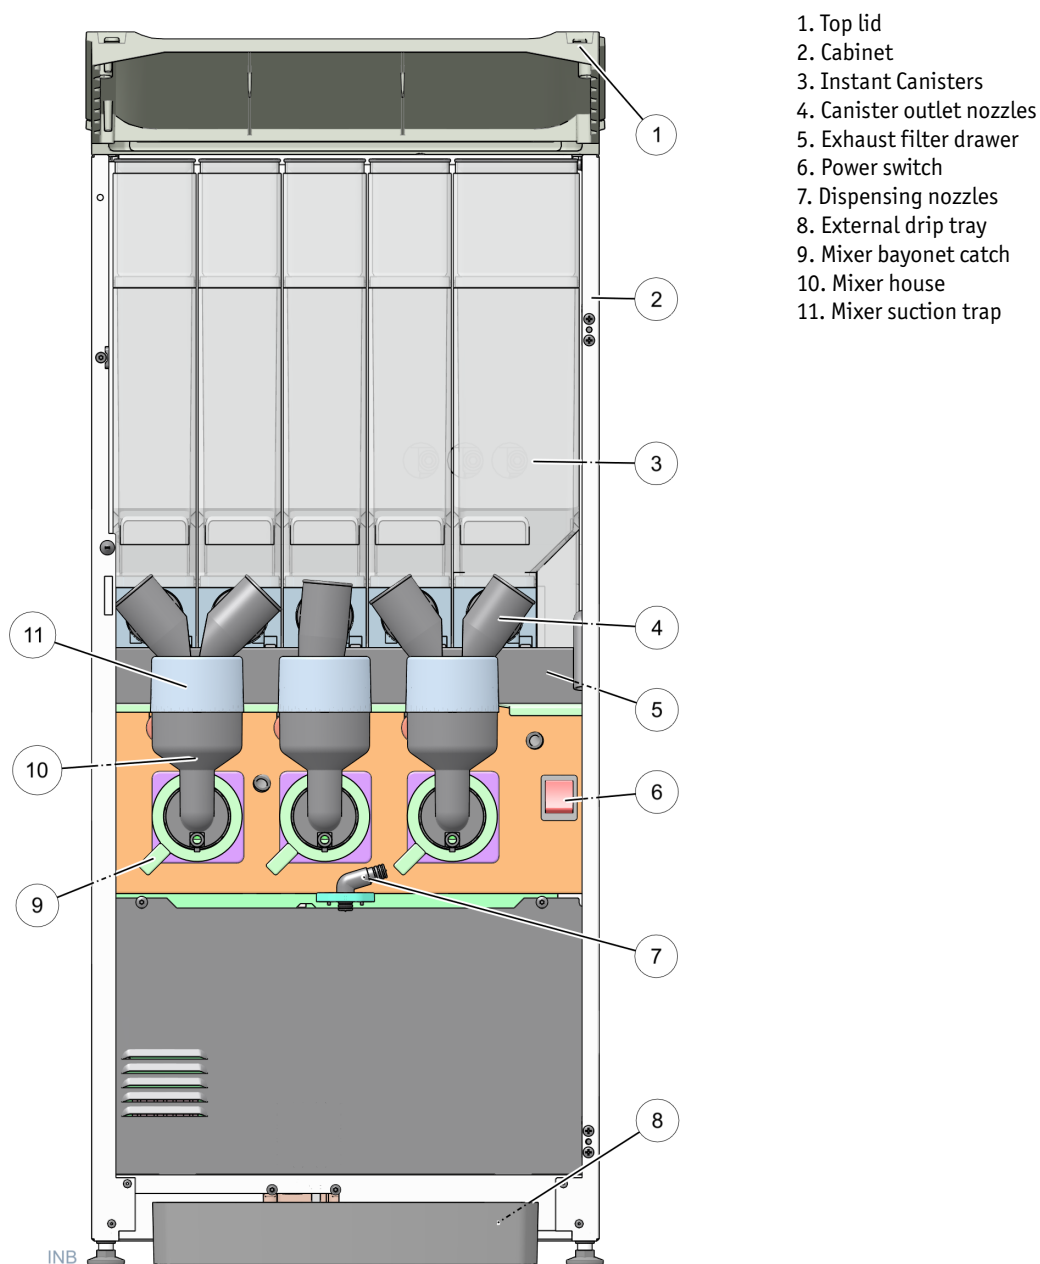 1. Top lid
2. Cabinet
3. Instant Canisters
4. Canister outlet nozzles
5. Exhaust filter drawer
6. Power switch
7. Dispensing nozzles
8. External drip tray
9. Mixer bayonet catch
10. Mixer house
11. Mixer suction trap
1
2
3
4
11
5
10
6
9
7
8
INB